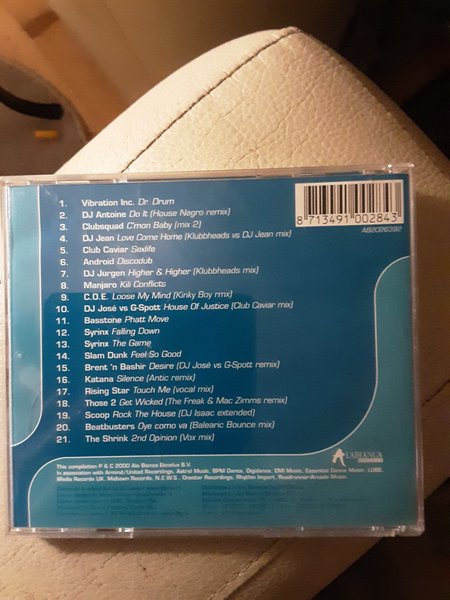 1. Vibration Inc. Dr. Drum
2. DJ Antoine Do It (House Negro remix)
3. Clubsquad C'mon Baby (mix 2)
4. DJ Jean Love Come Home (Klubbheads vs DJ Jean mix)
5. Club Caviar Sexlife
6. Android Discodub
7. DJ Jurgen Higher & Higher (Klubbheads mix)
8. Manjaro Kili Conflicts
9. C.O.E. Loose My Mind (Kinky Boy rmx)
10. DJ José vs G-Spott House Of Justice (Club Caviar mix)
11. Basstone Phatt Move
12. Syrinx Falling Down
13. Syrinx The Game
14. Slam Dunk Feel So Good
15. Brent 'n Bashir Desire (DJ José vs G-Spott remix)
16. Katana Silence (Antic remix)
17. Rising Star Touch Me (vocal mix)
18. Those 2 Get Wicked (The Freak & Mac Zimms remix)
19. Scoop Rock The House (DJ Isaac extended)
20. Beatbusters Oye como va (Balearic Bounce mix)
21. The Shrink 2nd Opinion (Vox mix)
8 713491 002843
AB2026392
This compilation P & C 2000 Ala Bianca Benelux B.V.
In association with Armind/United Recordings, Astral Music, BPM Dance, Digidance, EMI Music, Essential Dance Music, LUBE,
Media Records UK, Midtown Records, N.E.W.S., Onestar Recordings, Rhythm Import, Roadrunner-Arcade Music.
LABIANCA